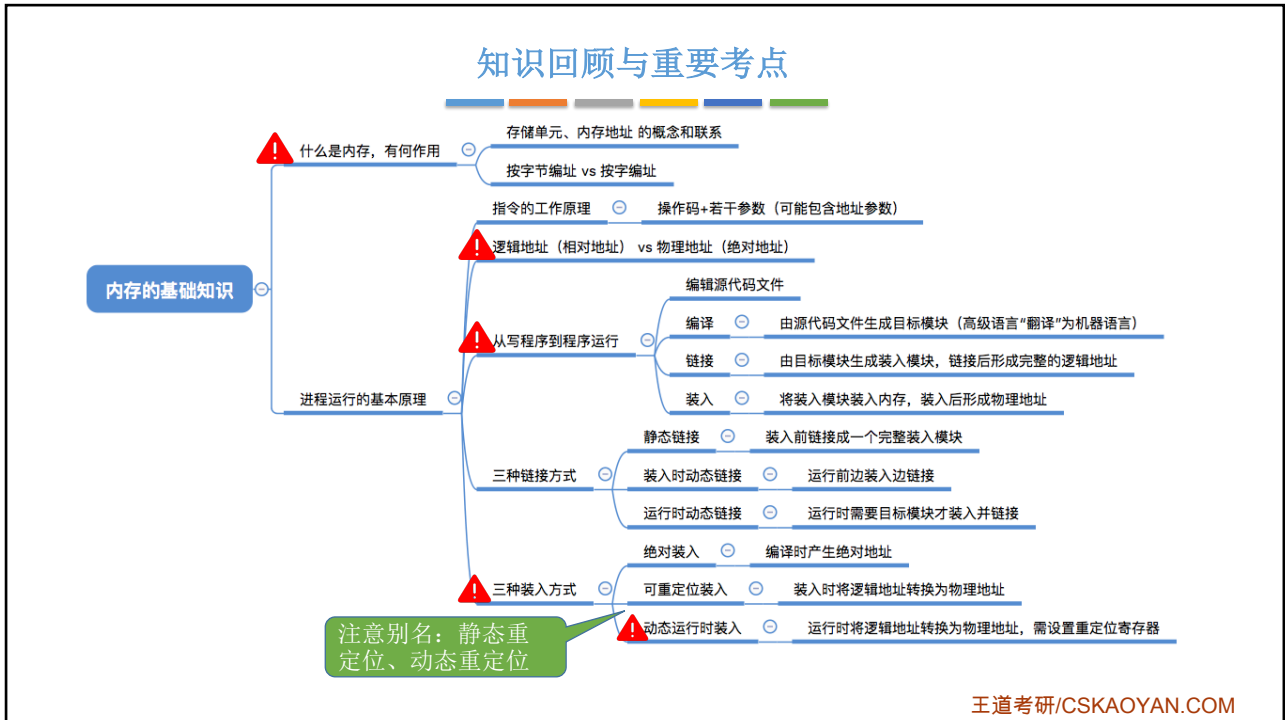 知识回顾与重要考点
什么是内存，有何作用
存储单元、内存地址 的概念和联系
按字节编址 vs 按字编址
内存的基础知识
进程运行的基本原理
指令的工作原理
操作码+若干参数（可能包含地址参数）
逻辑地址（相对地址） vs 物理地址（绝对地址）
从写程序到程序运行
编辑源代码文件
编译
由源代码文件生成目标模块（高级语言“翻译”为机器语言）
链接
由目标模块生成装入模块，链接后形成完整的逻辑地址
装入
将装入模块装入内存，装入后形成物理地址
三种链接方式
静态链接
装入前链接成一个完整装入模块
装入时动态链接
运行前边装入边链接
运行时动态链接
运行时需要目标模块才装入并链接
三种装入方式
绝对装入
编译时产生绝对地址
可重定位装入
装入时将逻辑地址转换为物理地址
动态运行时装入
运行时将逻辑地址转换为物理地址，需设置重定位寄存器
注意别名：静态重
定位、动态重定位
王道考研/CSKAOYAN.COM